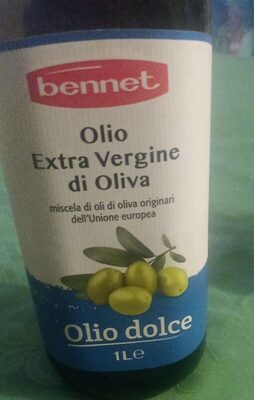 bennet
Olio
Extra Vergine
di Oliva
miscela di oli di oliva originari
dell'Unione europea
Olio dolce
1L℮